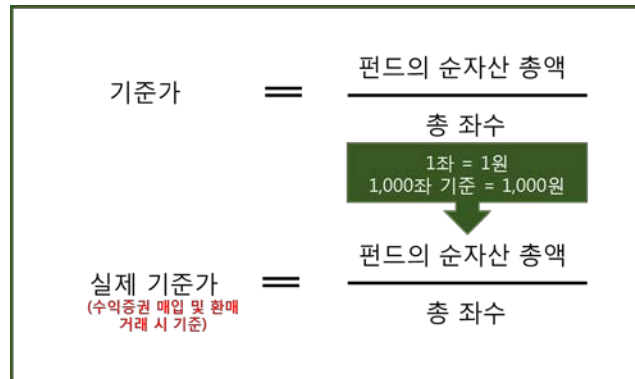 기준가
=
펀드의 순자산 총액
총 좌수
1좌 = 1원
1,000좌 기준 = 1,000원
실제 기준가
(수익증권 매입 및 환매
거래 시 기준)
=
펀드의 순자산 총액
총 좌수